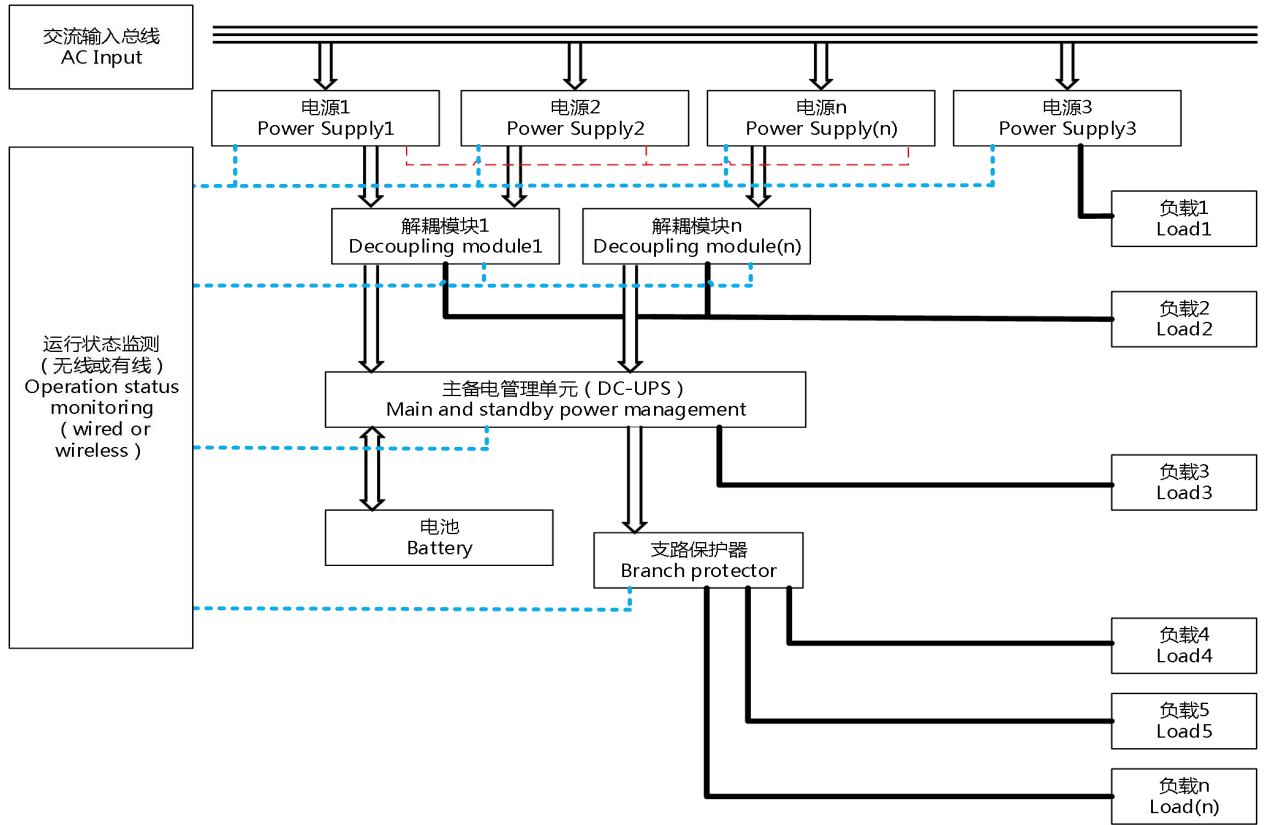 交流输入总线
AC Input
电源1
Power Supply1
电源2
Power Supply2
电源n
Power Supply(n)
电源3
Power Supply3
负载1
Load1
解耦模块1
Decoupling module1
解耦模块n
Decoupling module(n)
负载2
Load2
运行状态监测
（无线或有线）
Operation status
monitoring
（wired or
wireless）
主备电管理单元（DC-UPS）
Main and standby power management
负载3
Load3
电池
Battery
支路保护器
Branch protector
负载4
Load4
负载5
Load5
负载n
Load(n)